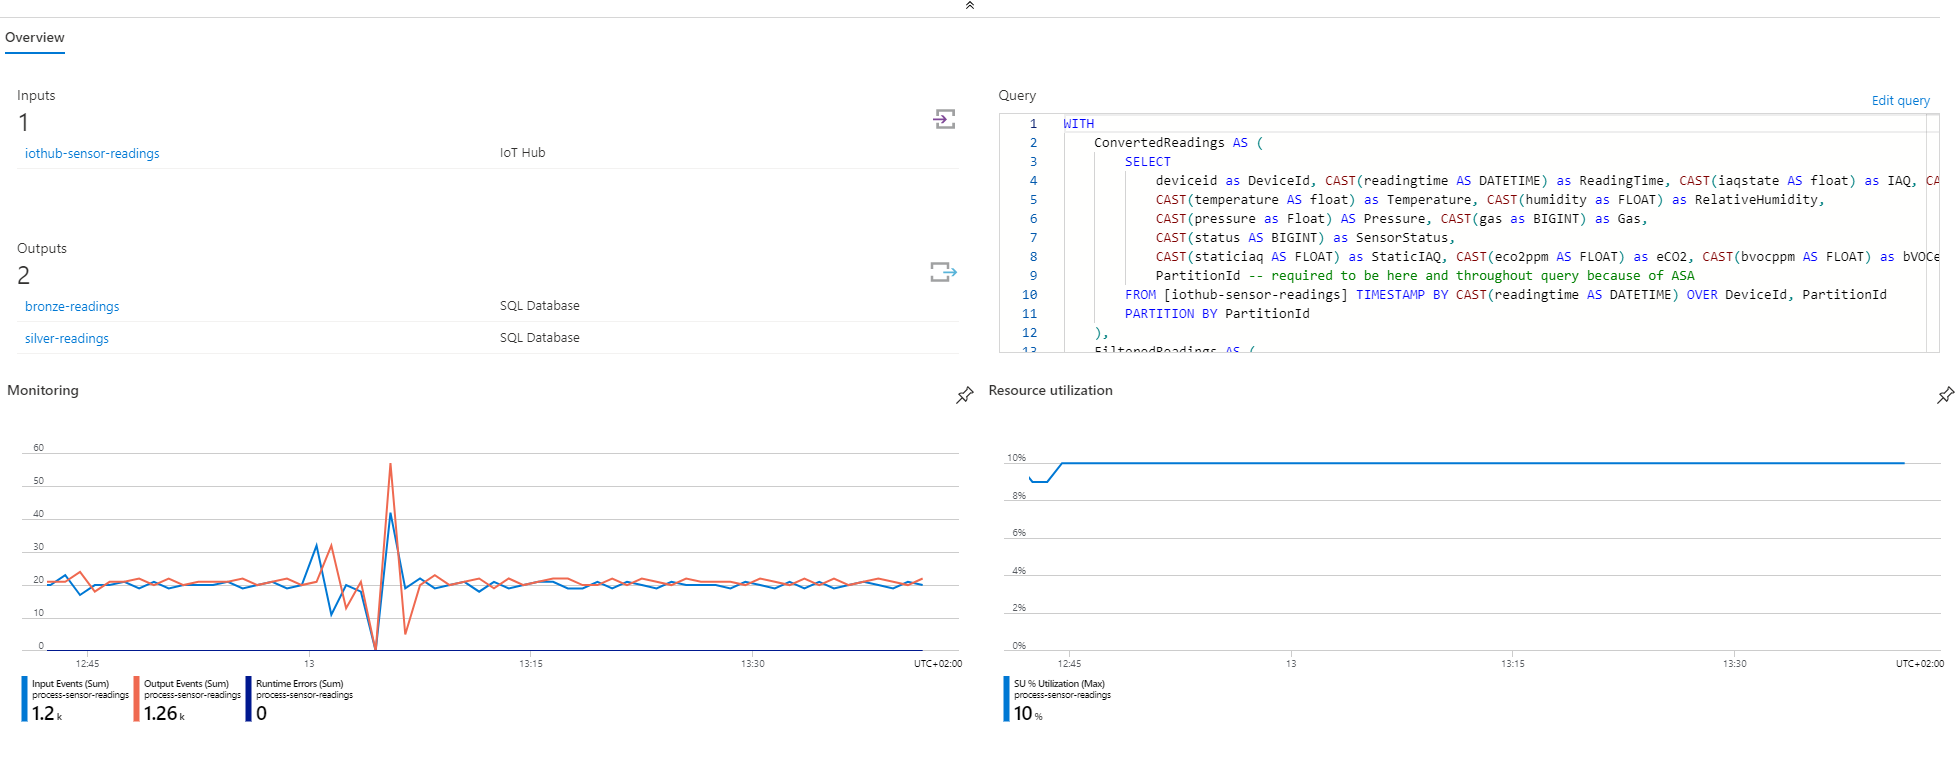 Overview
Inputs
1
iothub-sensor-readings IoT Hub
Outputs
2
bronze-readings SQL Database
silver-readings SQL Database
Query
Edit query
1 WITH
2 ConvertedReadings AS (
3 SELECT
4 deviceid as DeviceId, CAST(readingtime AS DATETIME) as ReadingTime, CAST(iaqstate AS float) as IAQ, CA
5 CAST(temperature AS float) as Temperature, CAST(humidity as FLOAT) as RelativeHumidity,
6 CAST(pressure as Float) AS Pressure, CAST(gas as BIGINT) as Gas,
7 CAST(status AS BIGINT) as SensorStatus,
8 CAST(staticiaq AS FLOAT) as StaticIAQ, CAST(eco2ppm AS FLOAT) as eCO2, CAST(bvocppm AS FLOAT) as bVOCe
9 PartitionId -- required to be here and throughout query because of ASA
10 FROM [iothub-sensor-readings] TIMESTAMP BY CAST(readingtime AS DATETIME) OVER DeviceId, PartitionId
11 PARTITION BY PartitionId
12 ),
13 FilteredReadings AS (
Monitoring
60
50
40
30
20
10
0
12:45 13 13:15 13:30 UTC+02:00
Input Events (Sum)
process-sensor-readings
1.2 k
Output Events (Sum)
process-sensor-readings
1.26 k
Runtime Errors (Sum)
process-sensor-readings
0
Resource utilization
10%
8%
6%
4%
2%
0%
12:45 13 13:15 13:30 UTC+02:00
SU % Utilization (Max)
process-sensor-readings
10 %